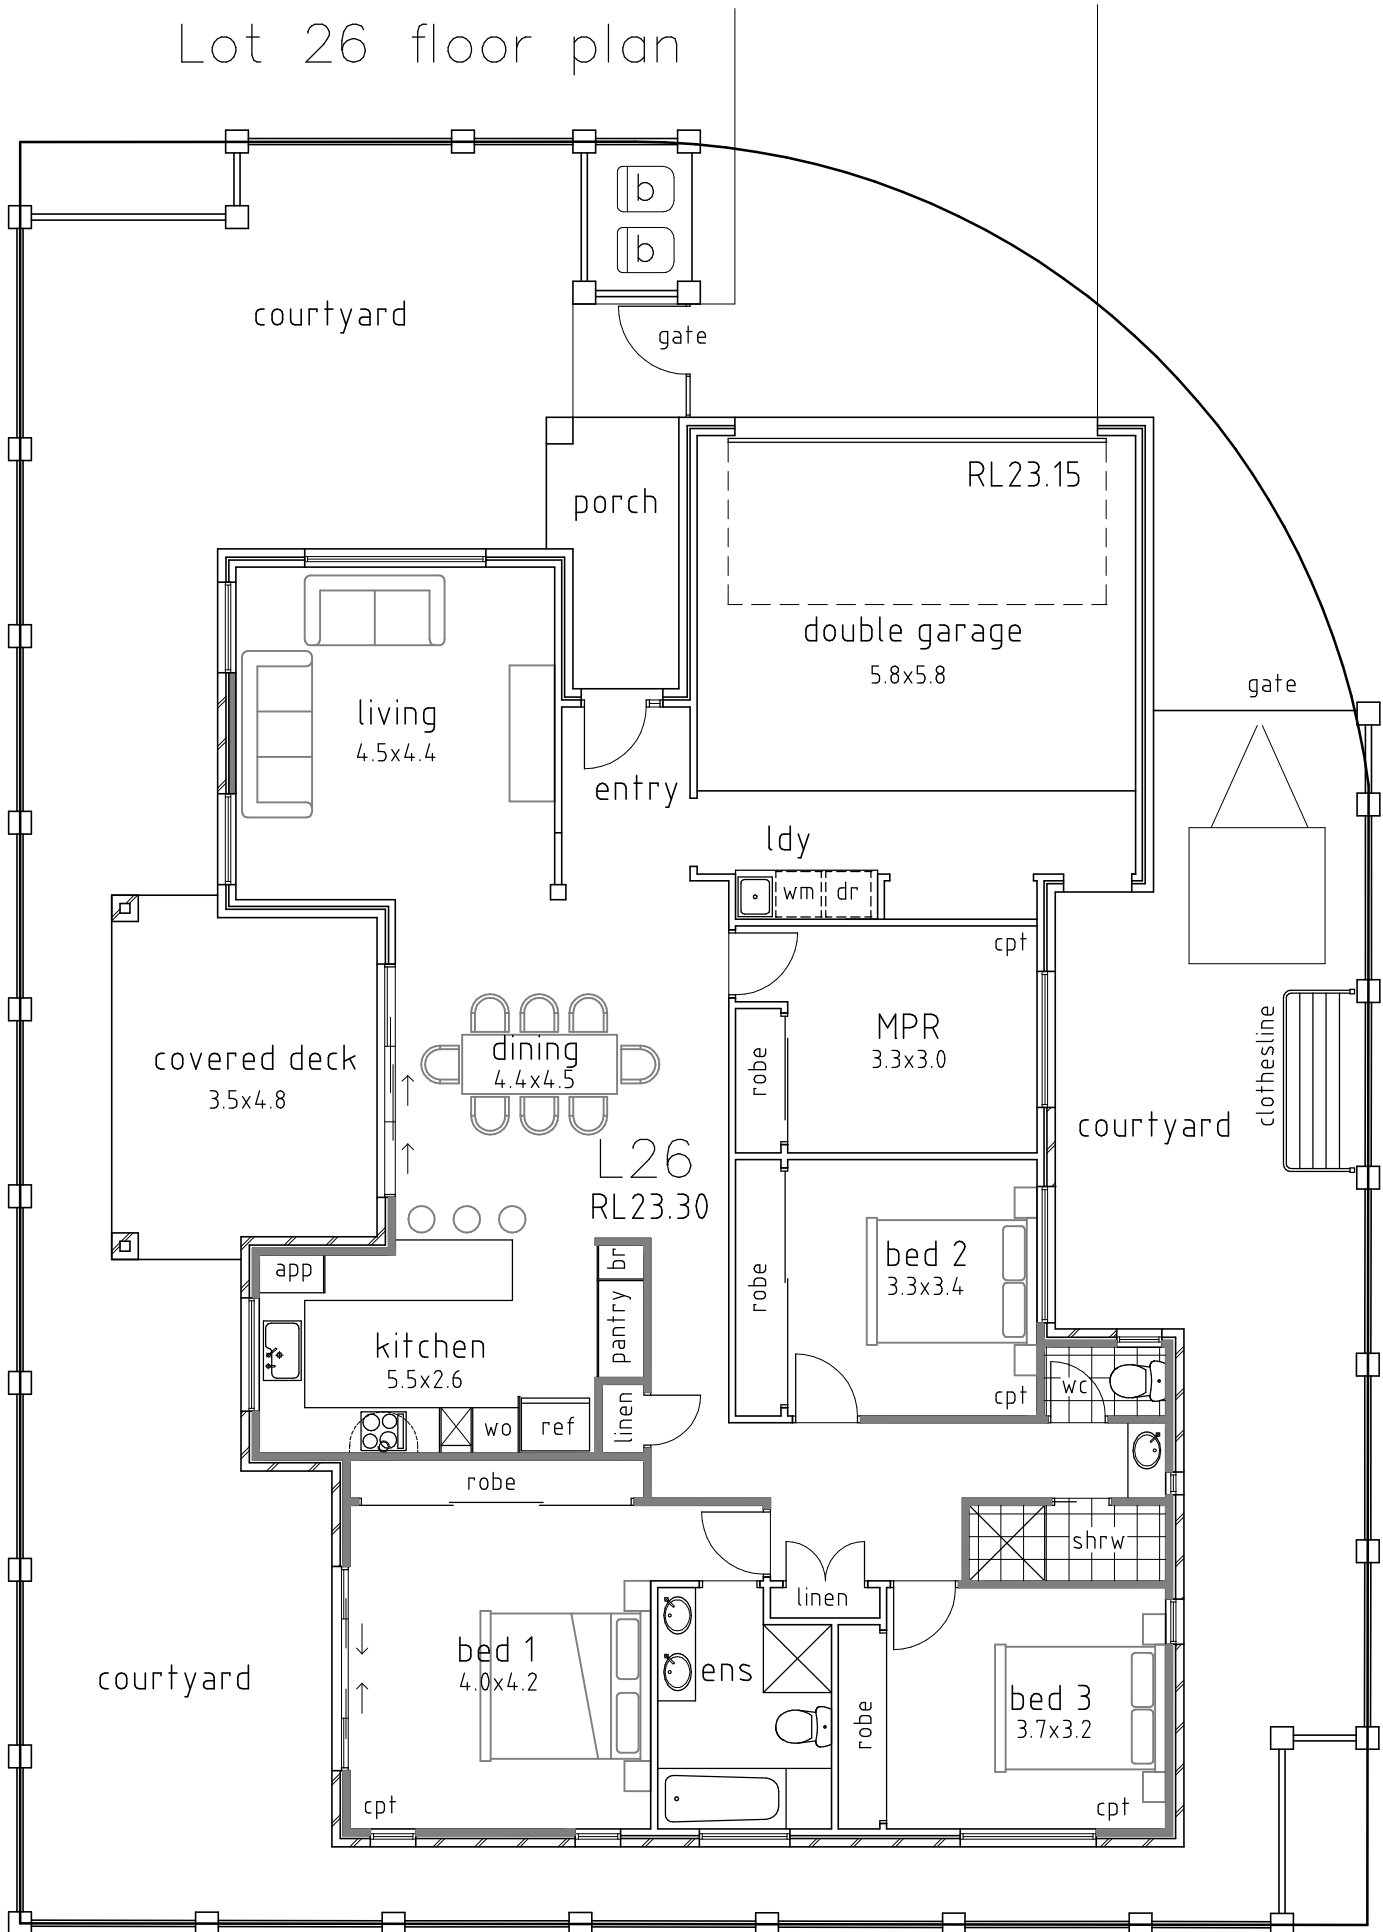 Lot 26 floor plan
b
b
courtyard
gate
RL23.15
porch
double garage
5.8x5.8
gate
living
4.5x4.4
entry
ldy
wm
dr
cpt
MPR
3.3x3.0
robe
clothesline
courtyard
covered deck
3.5x4.8
dining
4.4x4.5
L26
RL23.30
robe
bed 2
3.3x3.4
cpt
app
br
pantry
kitchen
5.5x2.6
linen
wo
ref
wc
robe
shrw
linen
bed 1
4.0x4.2
cpt
ens
robe
bed 3
3.7x3.2
cpt
courtyard